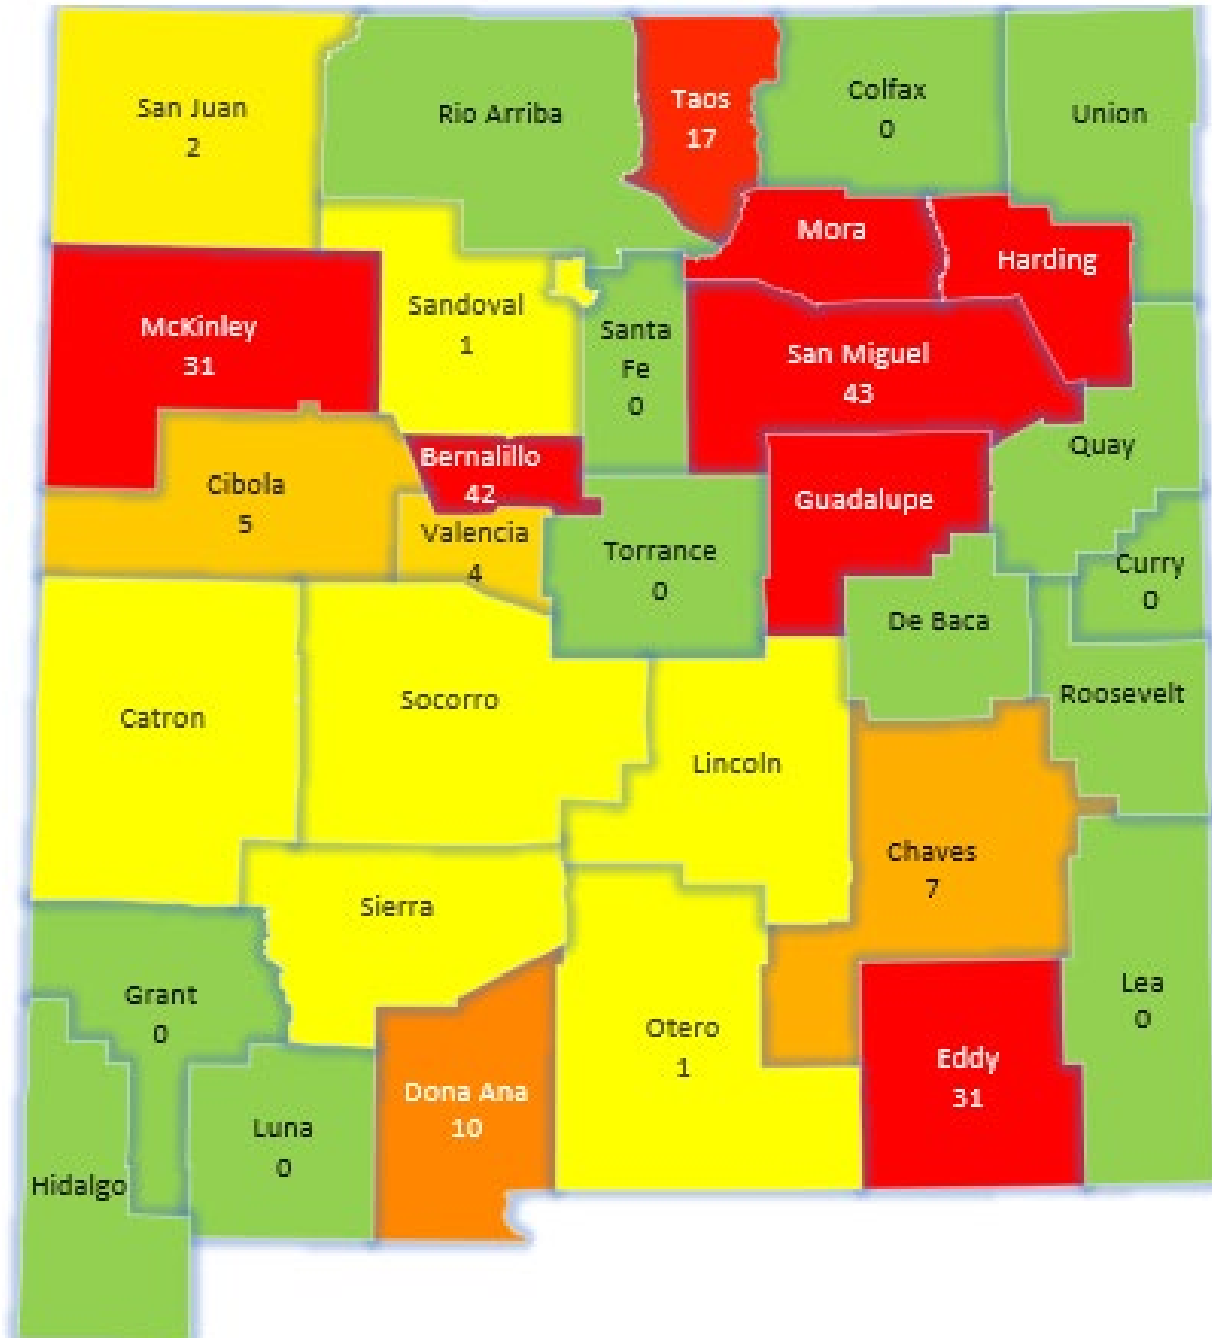 San Juan
2
Rio Arriba
Taos
17
Colfax
0
Union
Mora
Harding
McKinley
31
Sandoval
1
Santa
Fe
0
San Miguel
43
Quay
Cibola
5
Bernalillo
42
Valencia
4
Guadalupe
Torrance
0
Curry
0
De Baca
Roosevelt
Catron
Socorro
Lincoln
Chaves
7
Sierra
Grant
0
Otero
1
Lea
0
Eddy
31
Dona Ana
10
Luna
0
Hidalgo